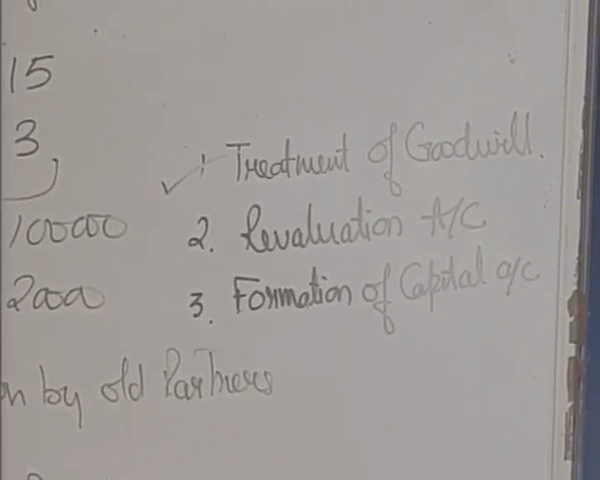 15
3
1. Treatment of Goodwill.
100000
2. Revaluation A/C
2000
3. Formation of Capital a/c
n by old Partners